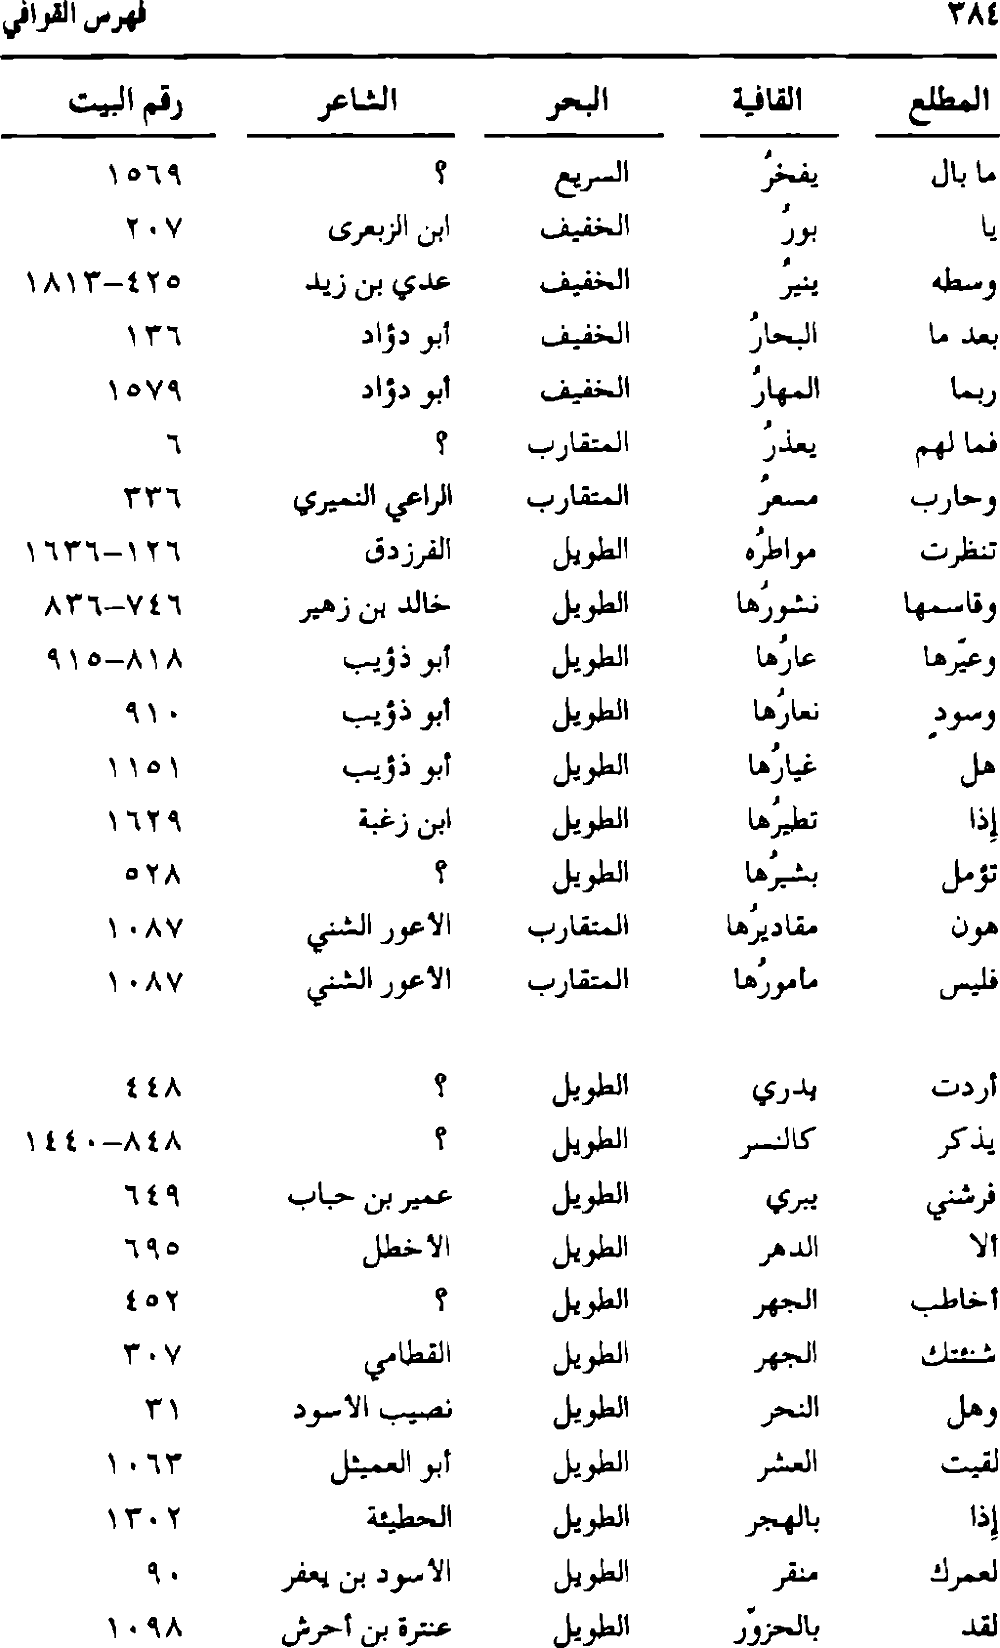 ٣٨٤ فهرس القوافي
المطلع القافية البحر الشاعر رقم البيت
ما بال يفخرُ السريع ؟ ١٥٦٩
يا بورُ الخفيف ابن الزبعرى ٢٠٧
وسطه ينيرُ الخفيف عدي بن زيد ٤٢٥–١٨١٣
بعد ما البحارُ الخفيف أبو دؤاد ١٣٦
ربما المهارُ الخفيف أبو دؤاد ١٥٧٩
فما لهم يعذرُ المتقارب ؟ ٦
وحارب مسعرُ المتقارب الراعي النميري ٣٣٦
تنظرت مواطرُه الطويل الفرزدق ١٢٦–١٦٣٦
وقاسمها نشورُها الطويل خالد بن زهير ٧٤٦–٨٣٦
وعيّرها عارُها الطويل أبو ذؤيب ٨١٨–٩١٥
وسودٍ نعارُها الطويل أبو ذؤيب ٩١٠
هل غيارُها الطويل أبو ذؤيب ١١٥١
إذا تطيرُها الطويل ابن زغبة ١٦٢٩
تؤمل بشيرُها الطويل ؟ ٥٢٨
هون مقاديرُها المتقارب الأعور الشني ١٠٨٧
فليس مأمورُها المتقارب الأعور الشني ١٠٨٧
أردت يدري الطويل ؟ ٤٤٨
يذكر كالنسر الطويل ؟ ٨٤٨–١٤٤٠
فرشني يبري الطويل عمير بن حباب ٦٤٩
ألا الدهر الطويل الأخطل ٦٩٥
أخاطب الجهر الطويل ؟ ٤٥٢
شنئتك الجهر الطويل القطامي ٣٠٧
وهل النحر الطويل نصيب الأسود ٣١
لقيت العشر الطويل أبو العميثل ١٠٦٣
إذا بالهجر الطويل الحطيئة ١٣٠٢
لعمرك منقر الطويل الأسود بن يعفر ٩٠
لقد بالحزوّر الطويل عنترة بن أحرش ١٠٩٨